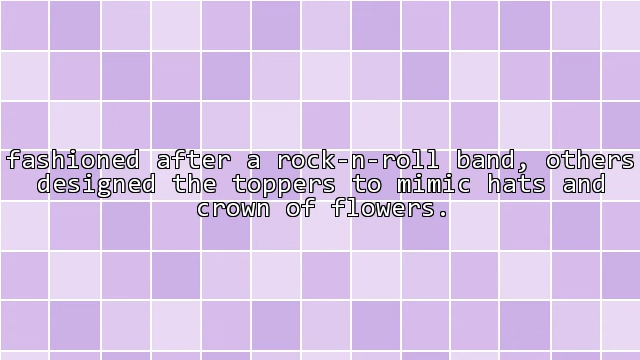 fashioned after a rock-n-roll band, others
designed the toppers to mimic hats and
crown of flowers.